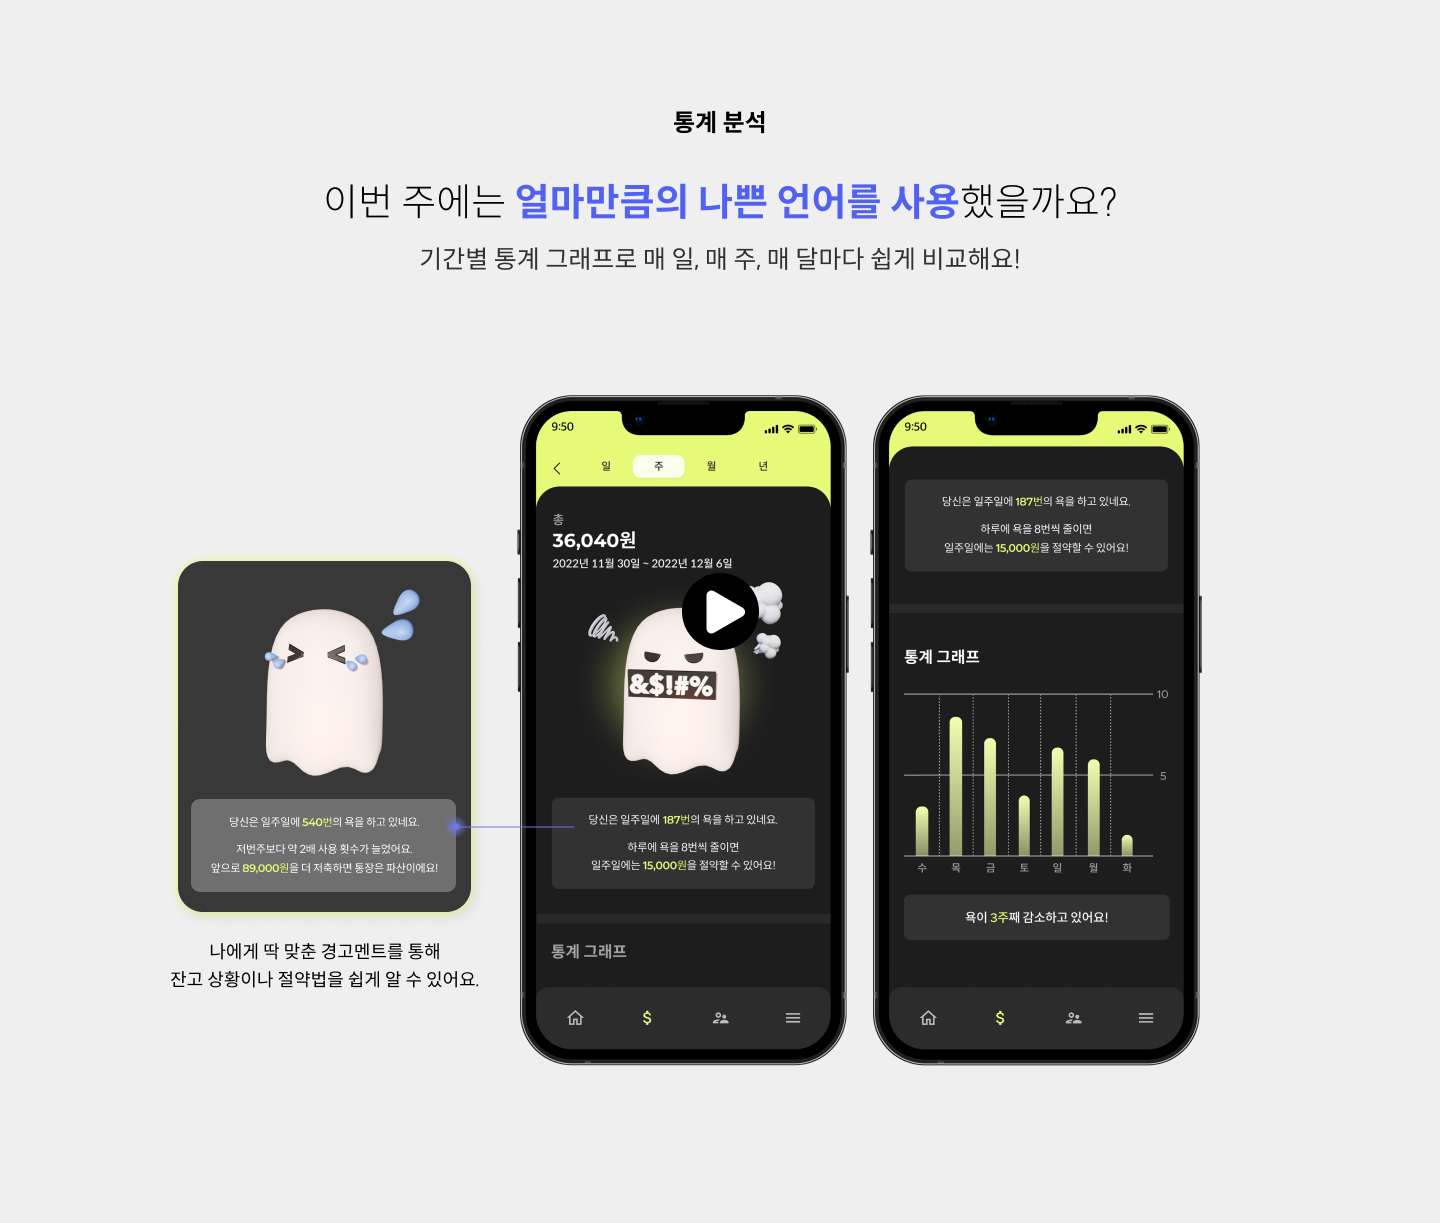 통계 분석
이번 주에는 얼마만큼의 나쁜 언어를 사용했을까요?
기간별 통계 그래프로 매 일, 매 주, 매 달마다 쉽게 비교해요!
당신은 일주일에 540번의 욕을 하고 있네요.
저번주보다 약 2배 사용 횟수가 늘었어요.
앞으로 89,000원을 더 저축하면 통장은 파산이에요!
나에게 딱 맞춘 경고멘트를 통해
잔고 상황이나 절약법을 쉽게 알 수 있어요.
9:50
일 주 월 년
총
36,040원
2022년 11월 30일 ~ 2022년 12월 6일
&$!#%
당신은 일주일에 187번의 욕을 하고 있네요.
하루에 욕을 8번씩 줄이면
일주일에는 15,000원을 절약할 수 있어요!
통계 그래프
$
9:50
당신은 일주일에 187번의 욕을 하고 있네요.
하루에 욕을 8번씩 줄이면
일주일에는 15,000원을 절약할 수 있어요!
통계 그래프
10
5
수 목 금 토 일 월 화
욕이 3주째 감소하고 있어요!
$